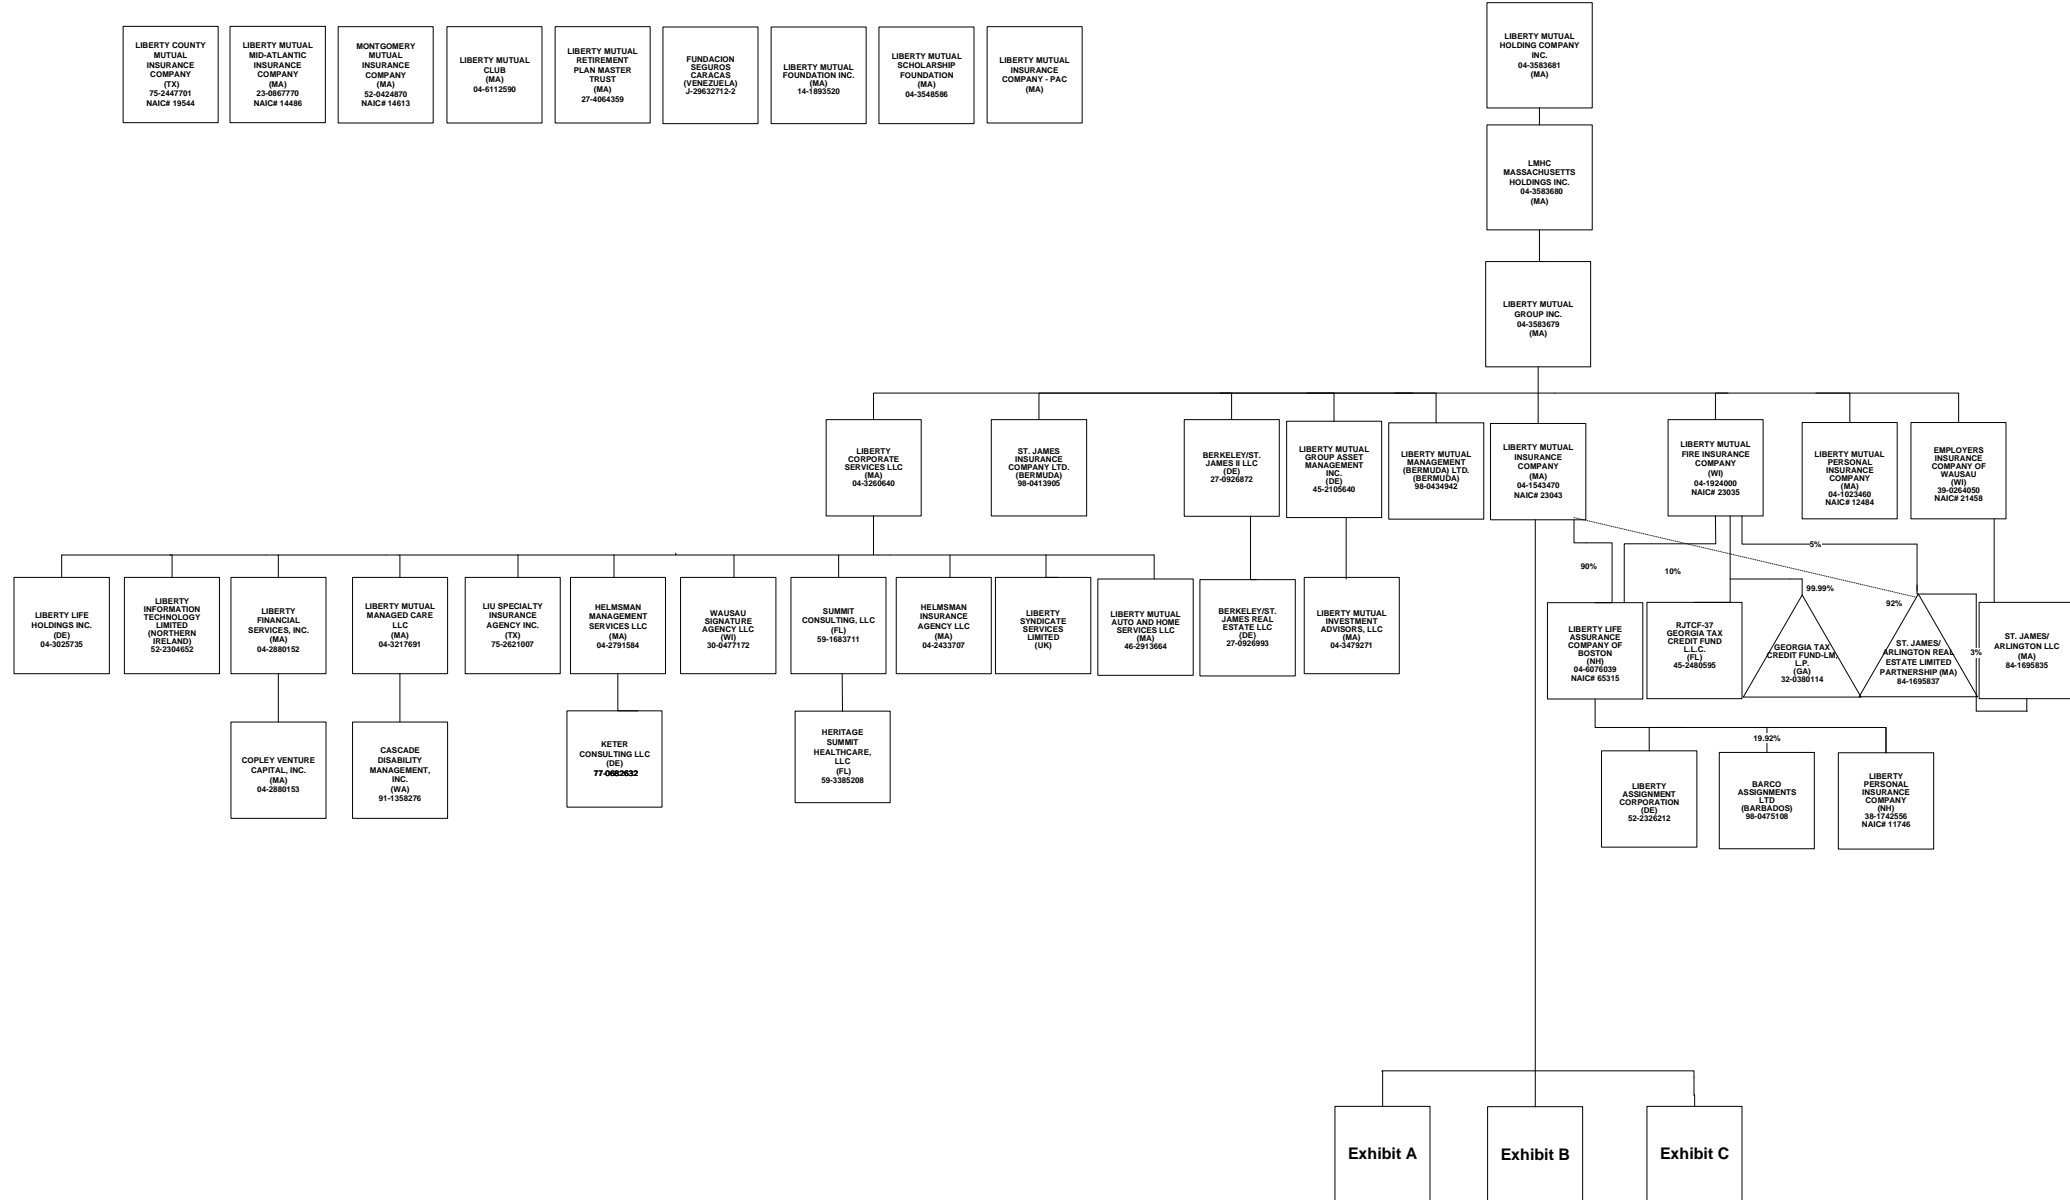 LIBERTY COUNTY
MUTUAL
INSURANCE
COMPANY
(TX)
75-2447701
NAIC# 19544
LIBERTY MUTUAL
MID-ATLANTIC
INSURANCE
COMPANY
(MA)
23-0867770
NAIC# 14486
MONTGOMERY
MUTUAL
INSURANCE
COMPANY
(MA)
52-0424870
NAIC# 14613
LIBERTY MUTUAL
CLUB
(MA)
04-6112590
LIBERTY MUTUAL
RETIREMENT
PLAN MASTER
TRUST
(MA)
27-4064359
FUNDACION
SEGUROS
CARACAS
(VENEZUELA)
J-29632712-2
LIBERTY MUTUAL
FOUNDATION INC.
(MA)
14-1893520
LIBERTY MUTUAL
SCHOLARSHIP
FOUNDATION
(MA)
04-3548586
LIBERTY MUTUAL
INSURANCE
COMPANY - PAC
(MA)
LIBERTY MUTUAL
HOLDING COMPANY
INC.
04-3583681
(MA)
LMHC
MASSACHUSETTS
HOLDINGS INC.
04-3583680
(MA)
LIBERTY MUTUAL
GROUP INC.
04-3583679
(MA)
LIBERTY
CORPORATE
SERVICES LLC
(MA)
04-3260640
ST. JAMES
INSURANCE
COMPANY LTD.
(BERMUDA)
98-0413905
BERKELEY/ST.
JAMES II LLC
(DE)
27-0926872
LIBERTY MUTUAL
GROUP ASSET
MANAGEMENT
INC.
(DE)
45-2105640
LIBERTY MUTUAL
MANAGEMENT
(BERMUDA) LTD.
(BERMUDA)
98-0434942
LIBERTY MUTUAL
INSURANCE
COMPANY
(MA)
04-1543470
NAIC# 23043
LIBERTY MUTUAL
FIRE INSURANCE
COMPANY
(WI)
04-1924000
NAIC# 23035
LIBERTY MUTUAL
PERSONAL
INSURANCE
COMPANY
(MA)
04-1023460
NAIC# 12484
EMPLOYERS
INSURANCE
COMPANY OF
WAUSAU
(WI)
39-0264050
NAIC# 21458
90%
10%
5%
99.99%
92%
3%
LIBERTY LIFE
HOLDINGS INC.
(DE)
04-3025735
LIBERTY
INFORMATION
TECHNOLOGY
LIMITED
(NORTHERN
IRELAND)
52-2304652
LIBERTY
FINANCIAL
SERVICES, INC.
(MA)
04-2880152
LIBERTY MUTUAL
MANAGED CARE
LLC
(MA)
04-3217691
LIU SPECIALTY
INSURANCE
AGENCY INC.
(TX)
75-2621007
HELMSMAN
MANAGEMENT
SERVICES LLC
(MA)
04-2791584
WAUSAU
SIGNATURE
AGENCY LLC
(WI)
30-0477172
SUMMIT
CONSULTING, LLC
(FL)
59-1683711
HELMSMAN
INSURANCE
AGENCY LLC
(MA)
04-2433707
LIBERTY
SYNDICATE
SERVICES
LIMITED
(UK)
LIBERTY MUTUAL
AUTO AND HOME
SERVICES LLC
(MA)
46-2913664
BERKELEY/ST.
JAMES REAL
ESTATE LLC
(DE)
27-0926993
LIBERTY MUTUAL
INVESTMENT
ADVISORS, LLC
(MA)
04-3479271
LIBERTY LIFE
ASSURANCE
COMPANY OF
BOSTON
(NH)
04-6076039
NAIC# 65315
RJTCF-37
GEORGIA TAX
CREDIT FUND
L.L.C.
(FL)
45-2480595
GEORGIA TAX
CREDIT FUND-LM,
L.P.
(GA)
32-0380114
ST. JAMES/
ARLINGTON REAL
ESTATE LIMITED
PARTNERSHIP (MA)
84-1695837
ST. JAMES/
ARLINGTON LLC
(MA)
84-1695835
COPLEY VENTURE
CAPITAL, INC.
(MA)
04-2880153
CASCADE
DISABILITY
MANAGEMENT,
INC.
(WA)
91-1358276
KETER
CONSULTING LLC
(DE)
77-0682632
HERITAGE
SUMMIT
HEALTHCARE,
LLC
(FL)
59-3385208
19.92%
LIBERTY
ASSIGNMENT
CORPORATION
(DE)
52-2326212
BARCO
ASSIGNMENTS
LTD
(BARBADOS)
98-0475108
LIBERTY
PERSONAL
INSURANCE
COMPANY
(NH)
38-1742556
NAIC# 11746
Exhibit A
Exhibit B
Exhibit C